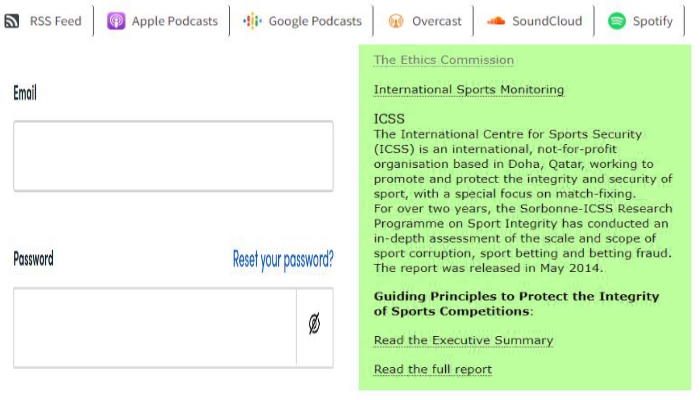 RSS Feed
Apple Podcasts
Google Podcasts
Overcast
SoundCloud
Spotify
Email
Password
Reset your password?
The Ethics Commission
International Sports Monitoring
ICSS
The International Centre for Sports Security
(ICSS) is an international, not-for-profit
organisation based in Doha, Qatar, working to
promote and protect the integrity and security of
sport, with a special focus on match-fixing.
For over two years, the Sorbonne-ICSS Research
Programme on Sport Integrity has conducted an
in-depth assessment of the scale and scope of
sport corruption, sport betting and betting fraud.
The report was released in May 2014.
Guiding Principles to Protect the Integrity
of Sports Competitions:
Read the Executive Summary
Read the full report